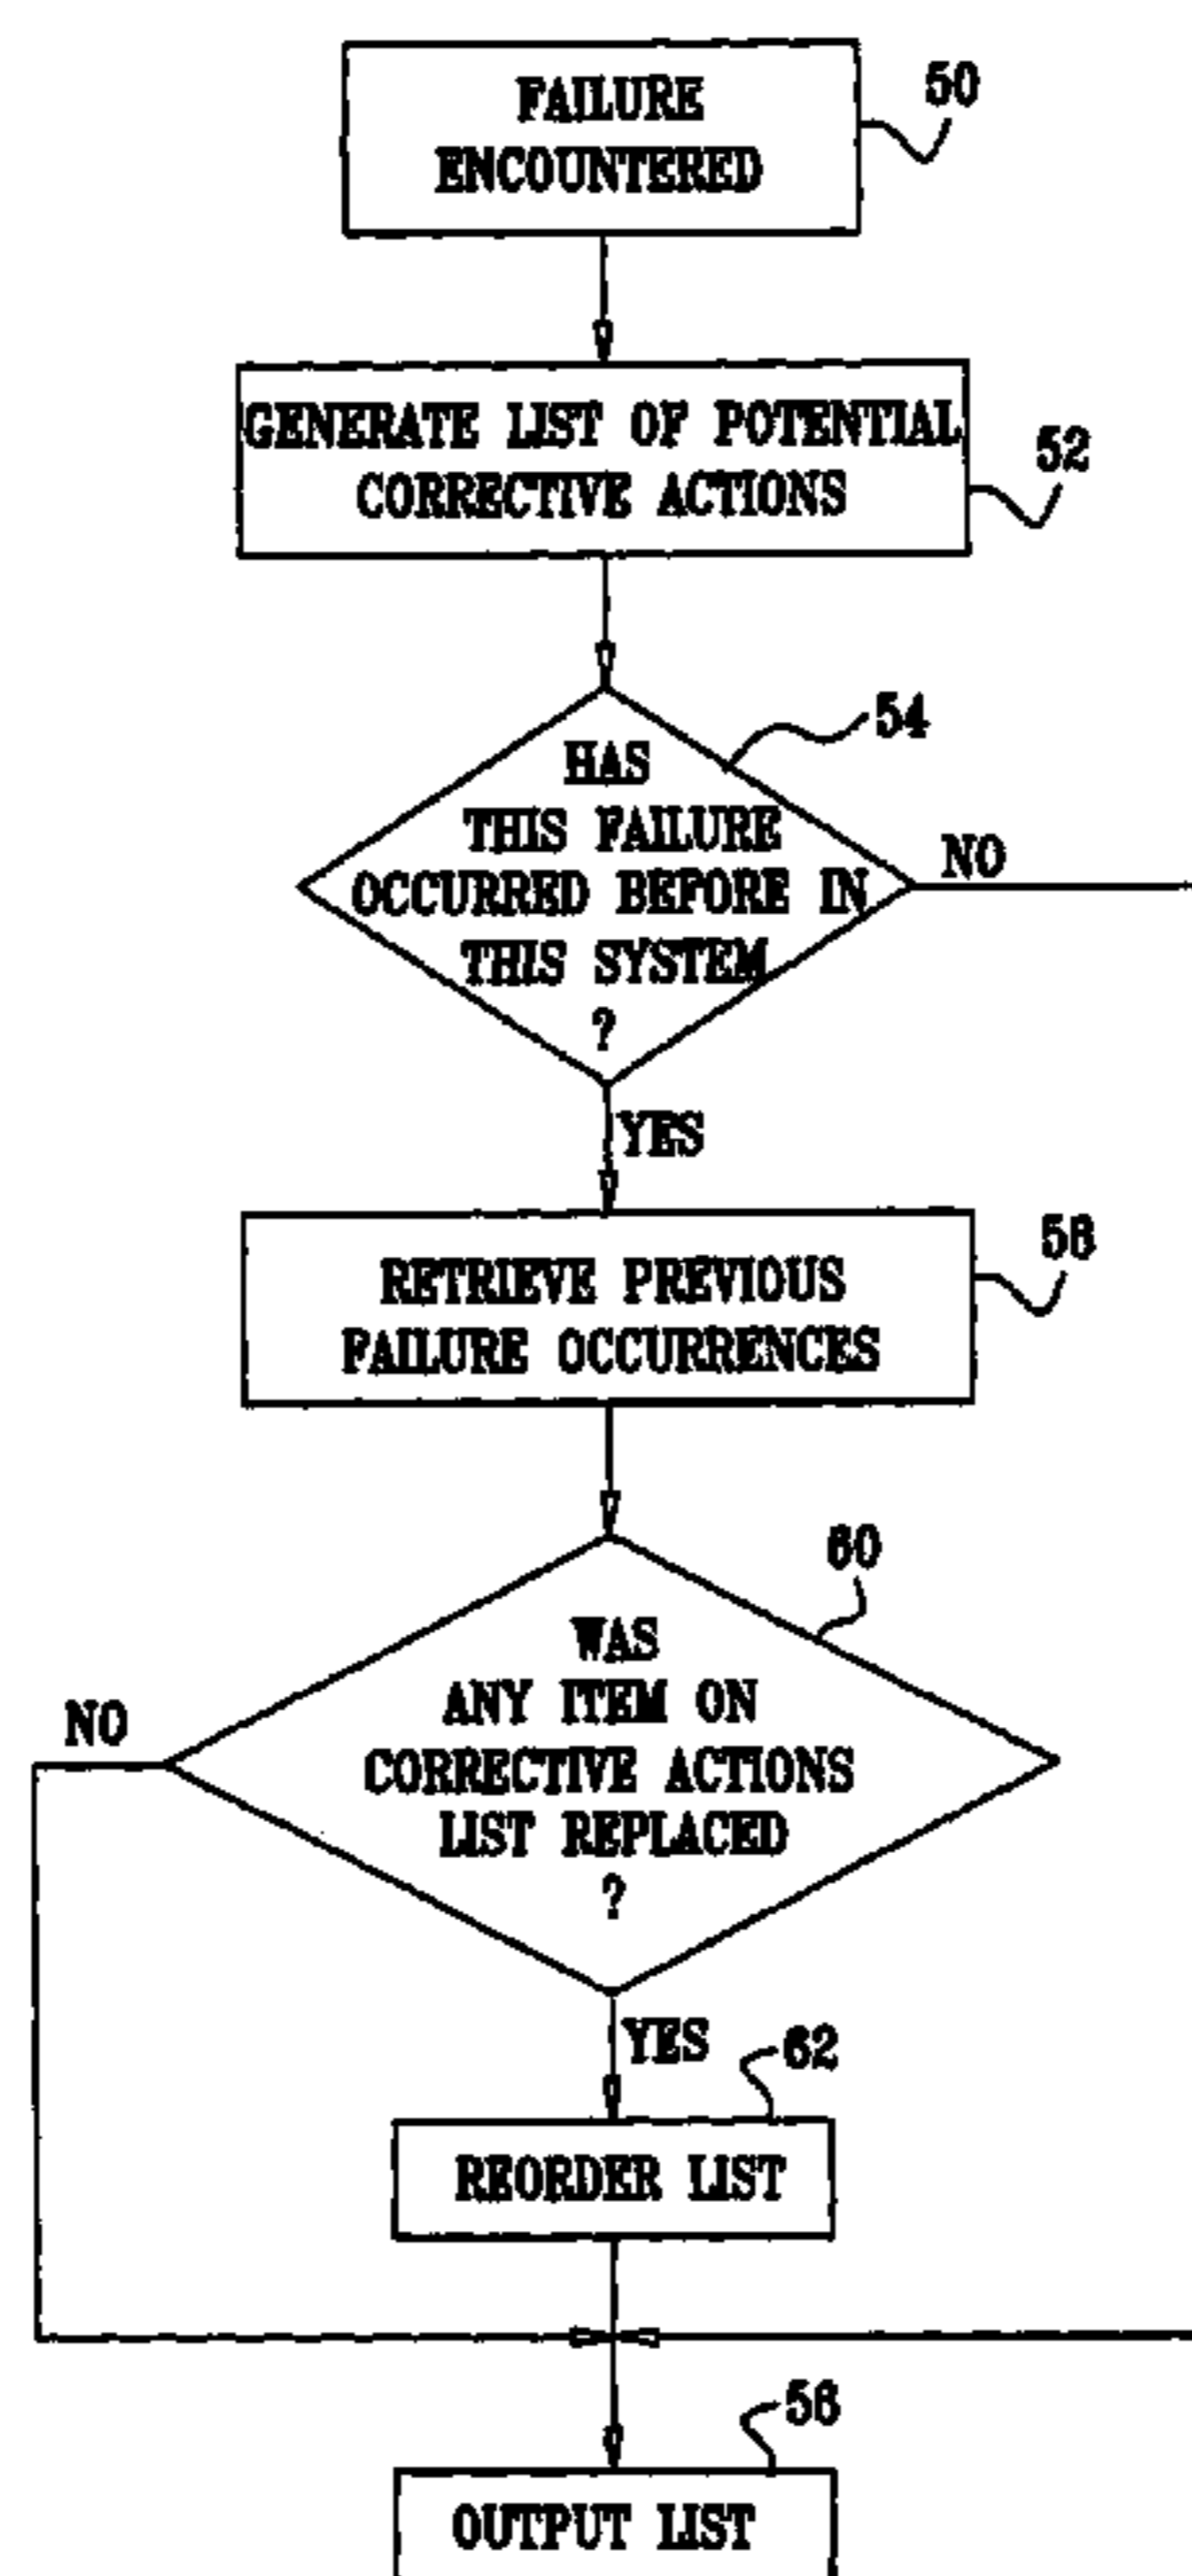 FAILURE
ENCOUNTERED
50
GENERATE LIST OF POTENTIAL
CORRECTIVE ACTIONS
52
HAS
THIS FAILURE
OCCURRED BEFORE IN
THIS SYSTEM
?
54
NO
YES
RETRIEVE PREVIOUS
FAILURE OCCURRENCES
58
WAS
ANY ITEM ON
CORRECTIVE ACTIONS
LIST REPLACED
?
60
NO
YES
62
REORDER LIST
56
OUTPUT LIST